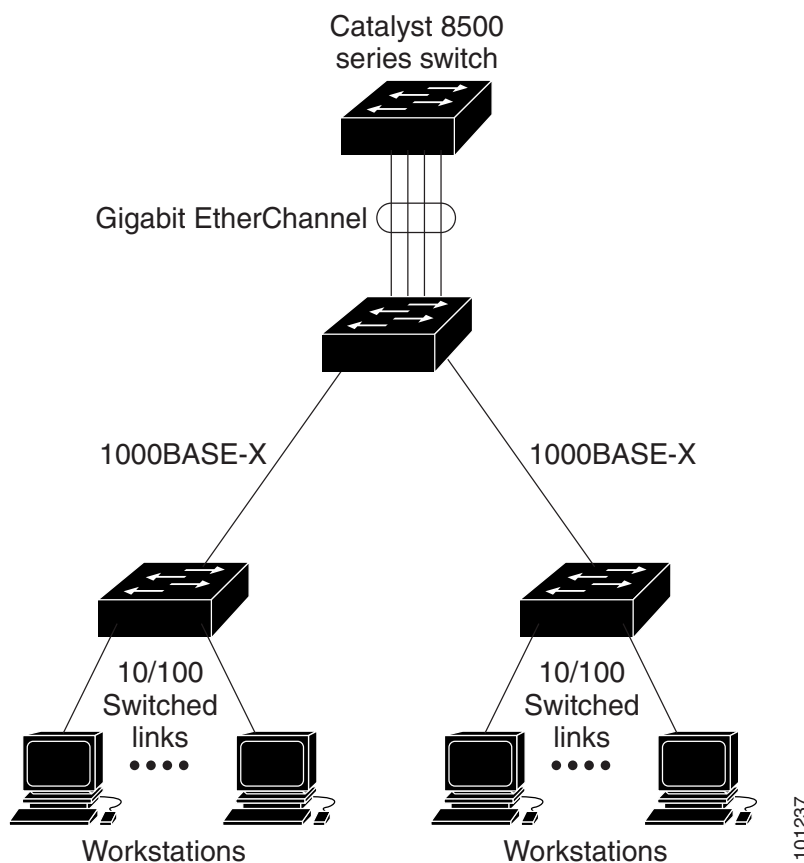 Catalyst 8500
series switch
Gigabit EtherChannel
1000BASE-X
1000BASE-X
10/100
Switched
links
10/100
Switched
links
Workstations
Workstations
101237